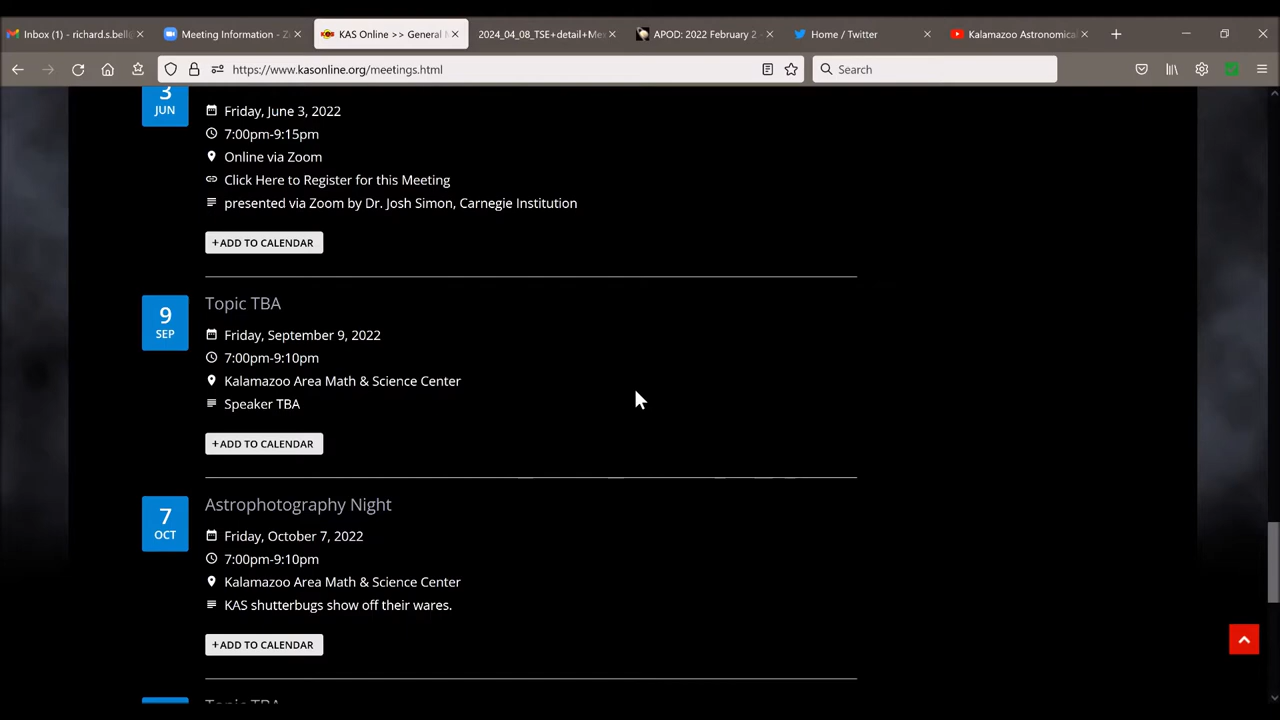 Inbox (1) - richard.s.bell@
Meeting Information - Z
KAS Online >> General M
2024_04_08_TSE+detail+Me
APOD: 2022 February 2 -
Home / Twitter
Kalamazoo Astronomica
https://www.kasonline.org/meetings.html
Search
3
JUN
Friday, June 3, 2022
7:00pm-9:15pm
Online via Zoom
Click Here to Register for this Meeting
presented via Zoom by Dr. Josh Simon, Carnegie Institution
+ADD TO CALENDAR
9
SEP
Topic TBA
Friday, September 9, 2022
7:00pm-9:10pm
Kalamazoo Area Math & Science Center
Speaker TBA
+ADD TO CALENDAR
7
OCT
Astrophotography Night
Friday, October 7, 2022
7:00pm-9:10pm
Kalamazoo Area Math & Science Center
KAS shutterbugs show off their wares.
+ADD TO CALENDAR
Topic TBA